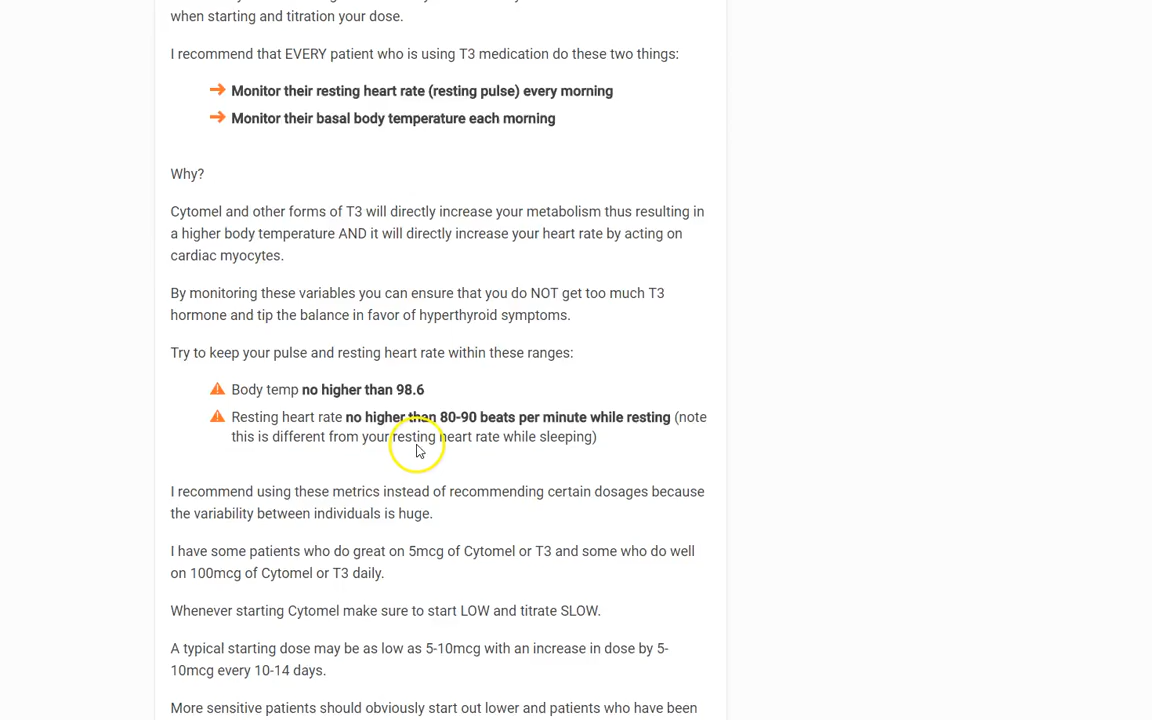 when starting and titration your dose.
I recommend that EVERY patient who is using T3 medication do these two things:
Monitor their resting heart rate (resting pulse) every morning
Monitor their basal body temperature each morning
Why?
Cytomel and other forms of T3 will directly increase your metabolism thus resulting in
a higher body temperature AND it will directly increase your heart rate by acting on
cardiac myocytes.
By monitoring these variables you can ensure that you do NOT get too much T3
hormone and tip the balance in favor of hyperthyroid symptoms.
Try to keep your pulse and resting heart rate within these ranges:
Body temp no higher than 98.6
Resting heart rate no higher than 80-90 beats per minute while resting (note
this is different from your resting heart rate while sleeping)
I recommend using these metrics instead of recommending certain dosages because
the variability between individuals is huge.
I have some patients who do great on 5mcg of Cytomel or T3 and some who do well
on 100mcg of Cytomel or T3 daily.
Whenever starting Cytomel make sure to start LOW and titrate SLOW.
A typical starting dose may be as low as 5-10mcg with an increase in dose by 5-
10mcg every 10-14 days.
More sensitive patients should obviously start out lower and patients who have been